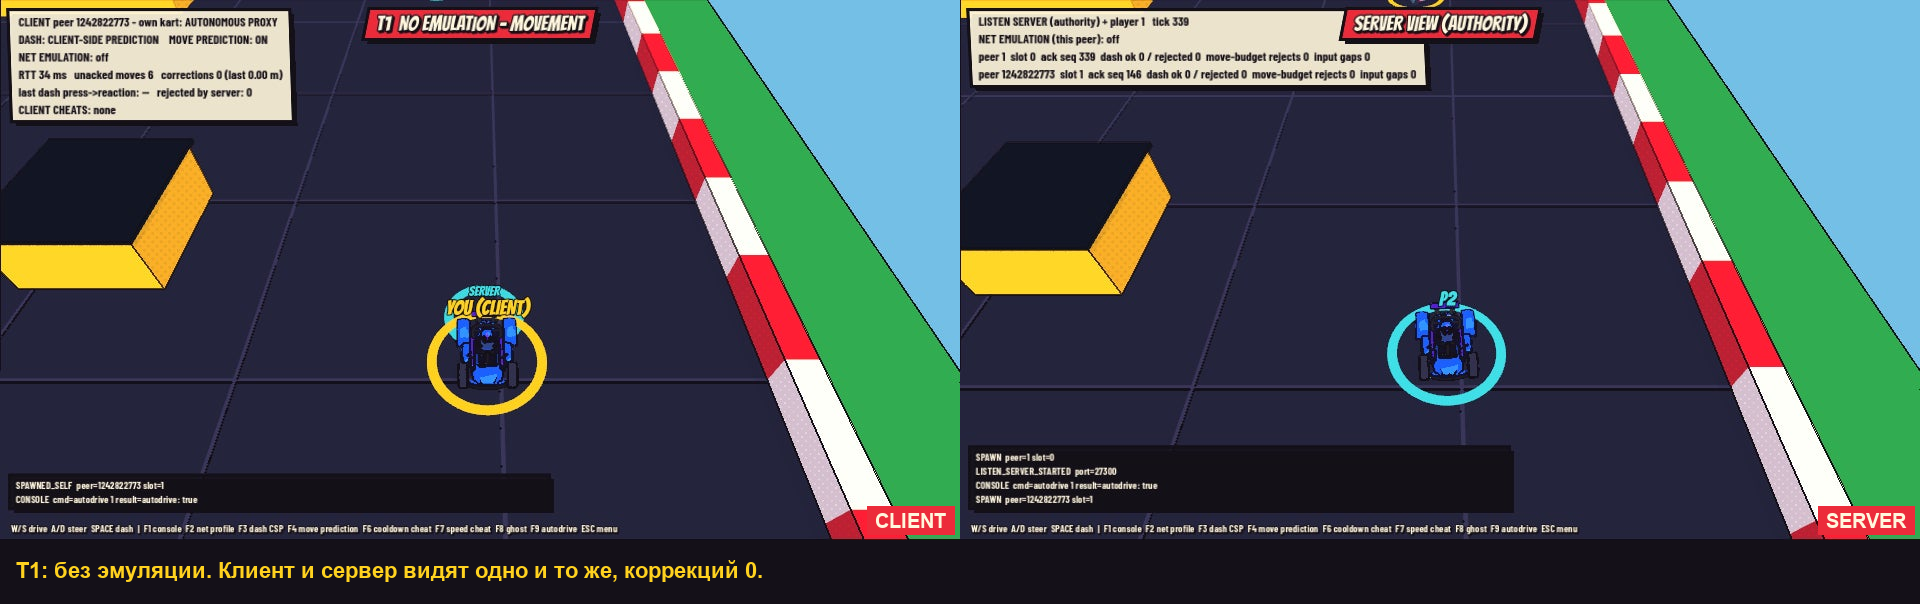 CLIENT peer 1242822773 - own kart: AUTONOMOUS PROXY
DASH: CLIENT-SIDE PREDICTION MOVE PREDICTION: ON
NET EMULATION: off
RTT 34 ms unacked moves 6 corrections 0 (last 0.00 m)
last dash press->reaction: — rejected by server: 0
CLIENT CHEATS: none
T1 NO EMULATION - MOVEMENT
SERVER
YOU (CLIENT)
SPAWNED_SELF peer=1242822773 slot=1
CONSOLE cmd=autodrive 1 result=autodrive: true
W/S drive A/D steer SPACE dash | F1 console F2 net profile F3 dash CSP F4 move prediction F6 cooldown cheat F7 speed cheat F8 ghost F9 autodrive ESC menu
CLIENT
LISTEN SERVER (authority) + player 1 tick 339
NET EMULATION (this peer): off
peer 1 slot 0 ack seq 339 dash ok 0 / rejected 0 move-budget rejects 0 input gaps 0
peer 1242822773 slot 1 ack seq 146 dash ok 0 / rejected 0 move-budget rejects 0 input gaps 0
SERVER VIEW (AUTHORITY)
P2
SPAWN peer=1 slot=0
LISTEN_SERVER_STARTED port=27300
CONSOLE cmd=autodrive 1 result=autodrive: true
SPAWN peer=1242822773 slot=1
W/S drive A/D steer SPACE dash | F1 console F2 net profile F3 dash CSP F4 move prediction F6 cooldown cheat F7 speed cheat F8 ghost F9 autodrive ESC menu
SERVER
T1: без эмуляции. Клиент и сервер видят одно и то же, коррекций 0.